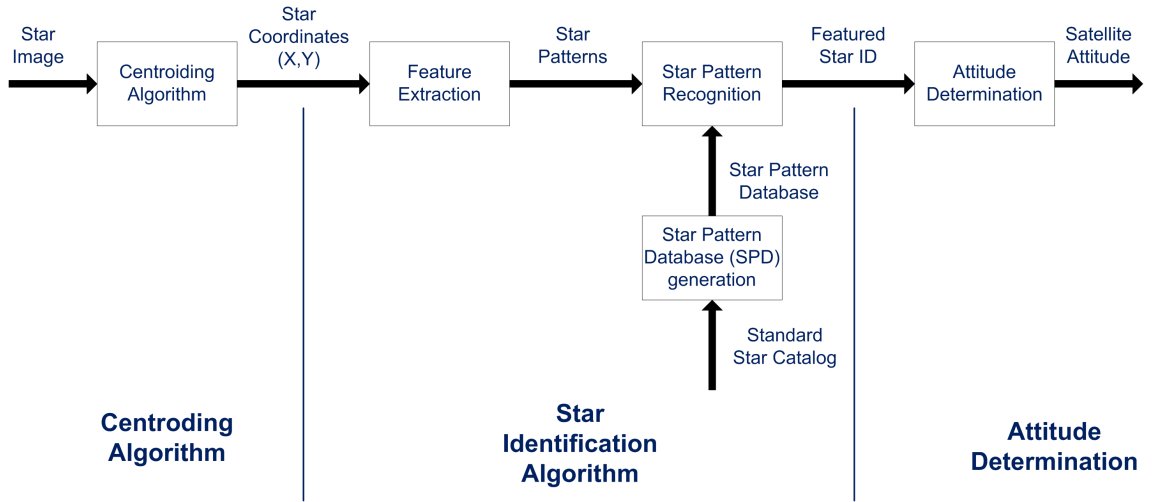 Star
Image
Centroiding
Algorithm
Star
Coordinates
(X,Y)
Feature
Extraction
Star
Patterns
Star Pattern
Recognition
Featured
Star ID
Attitude
Determination
Satellite
Attitude
Star Pattern
Database
Star Pattern
Database (SPD)
generation
Standard
Star Catalog
Centroding
Algorithm
Star
Identification
Algorithm
Attitude
Determination